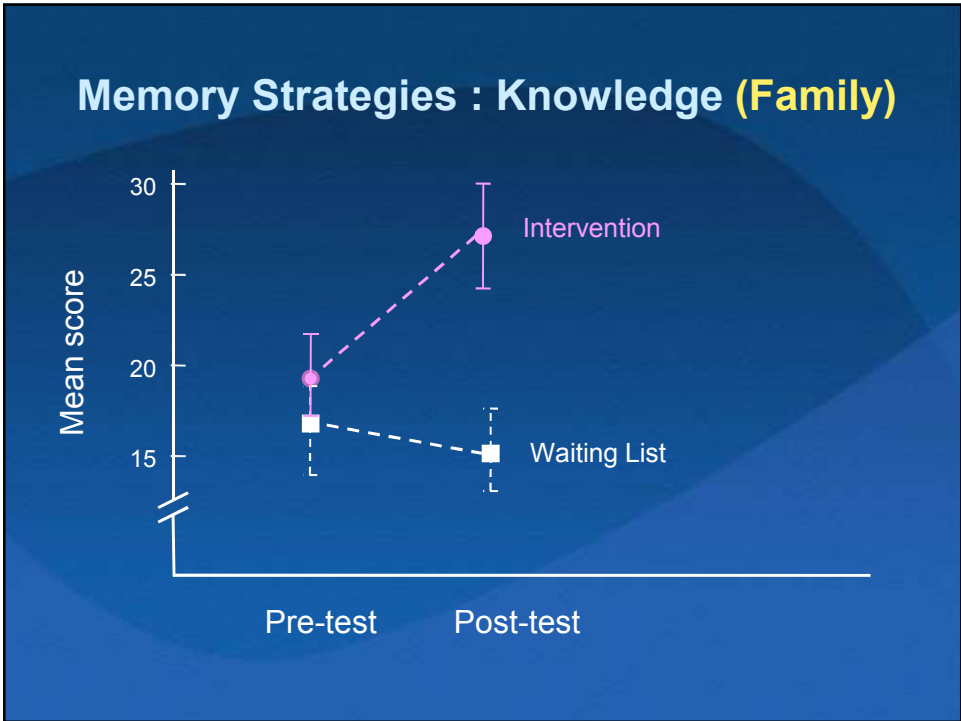 Memory Strategies : Knowledge (Family)
30
Intervention
25
Mean score
20
15
Waiting List
Pre-test Post-test